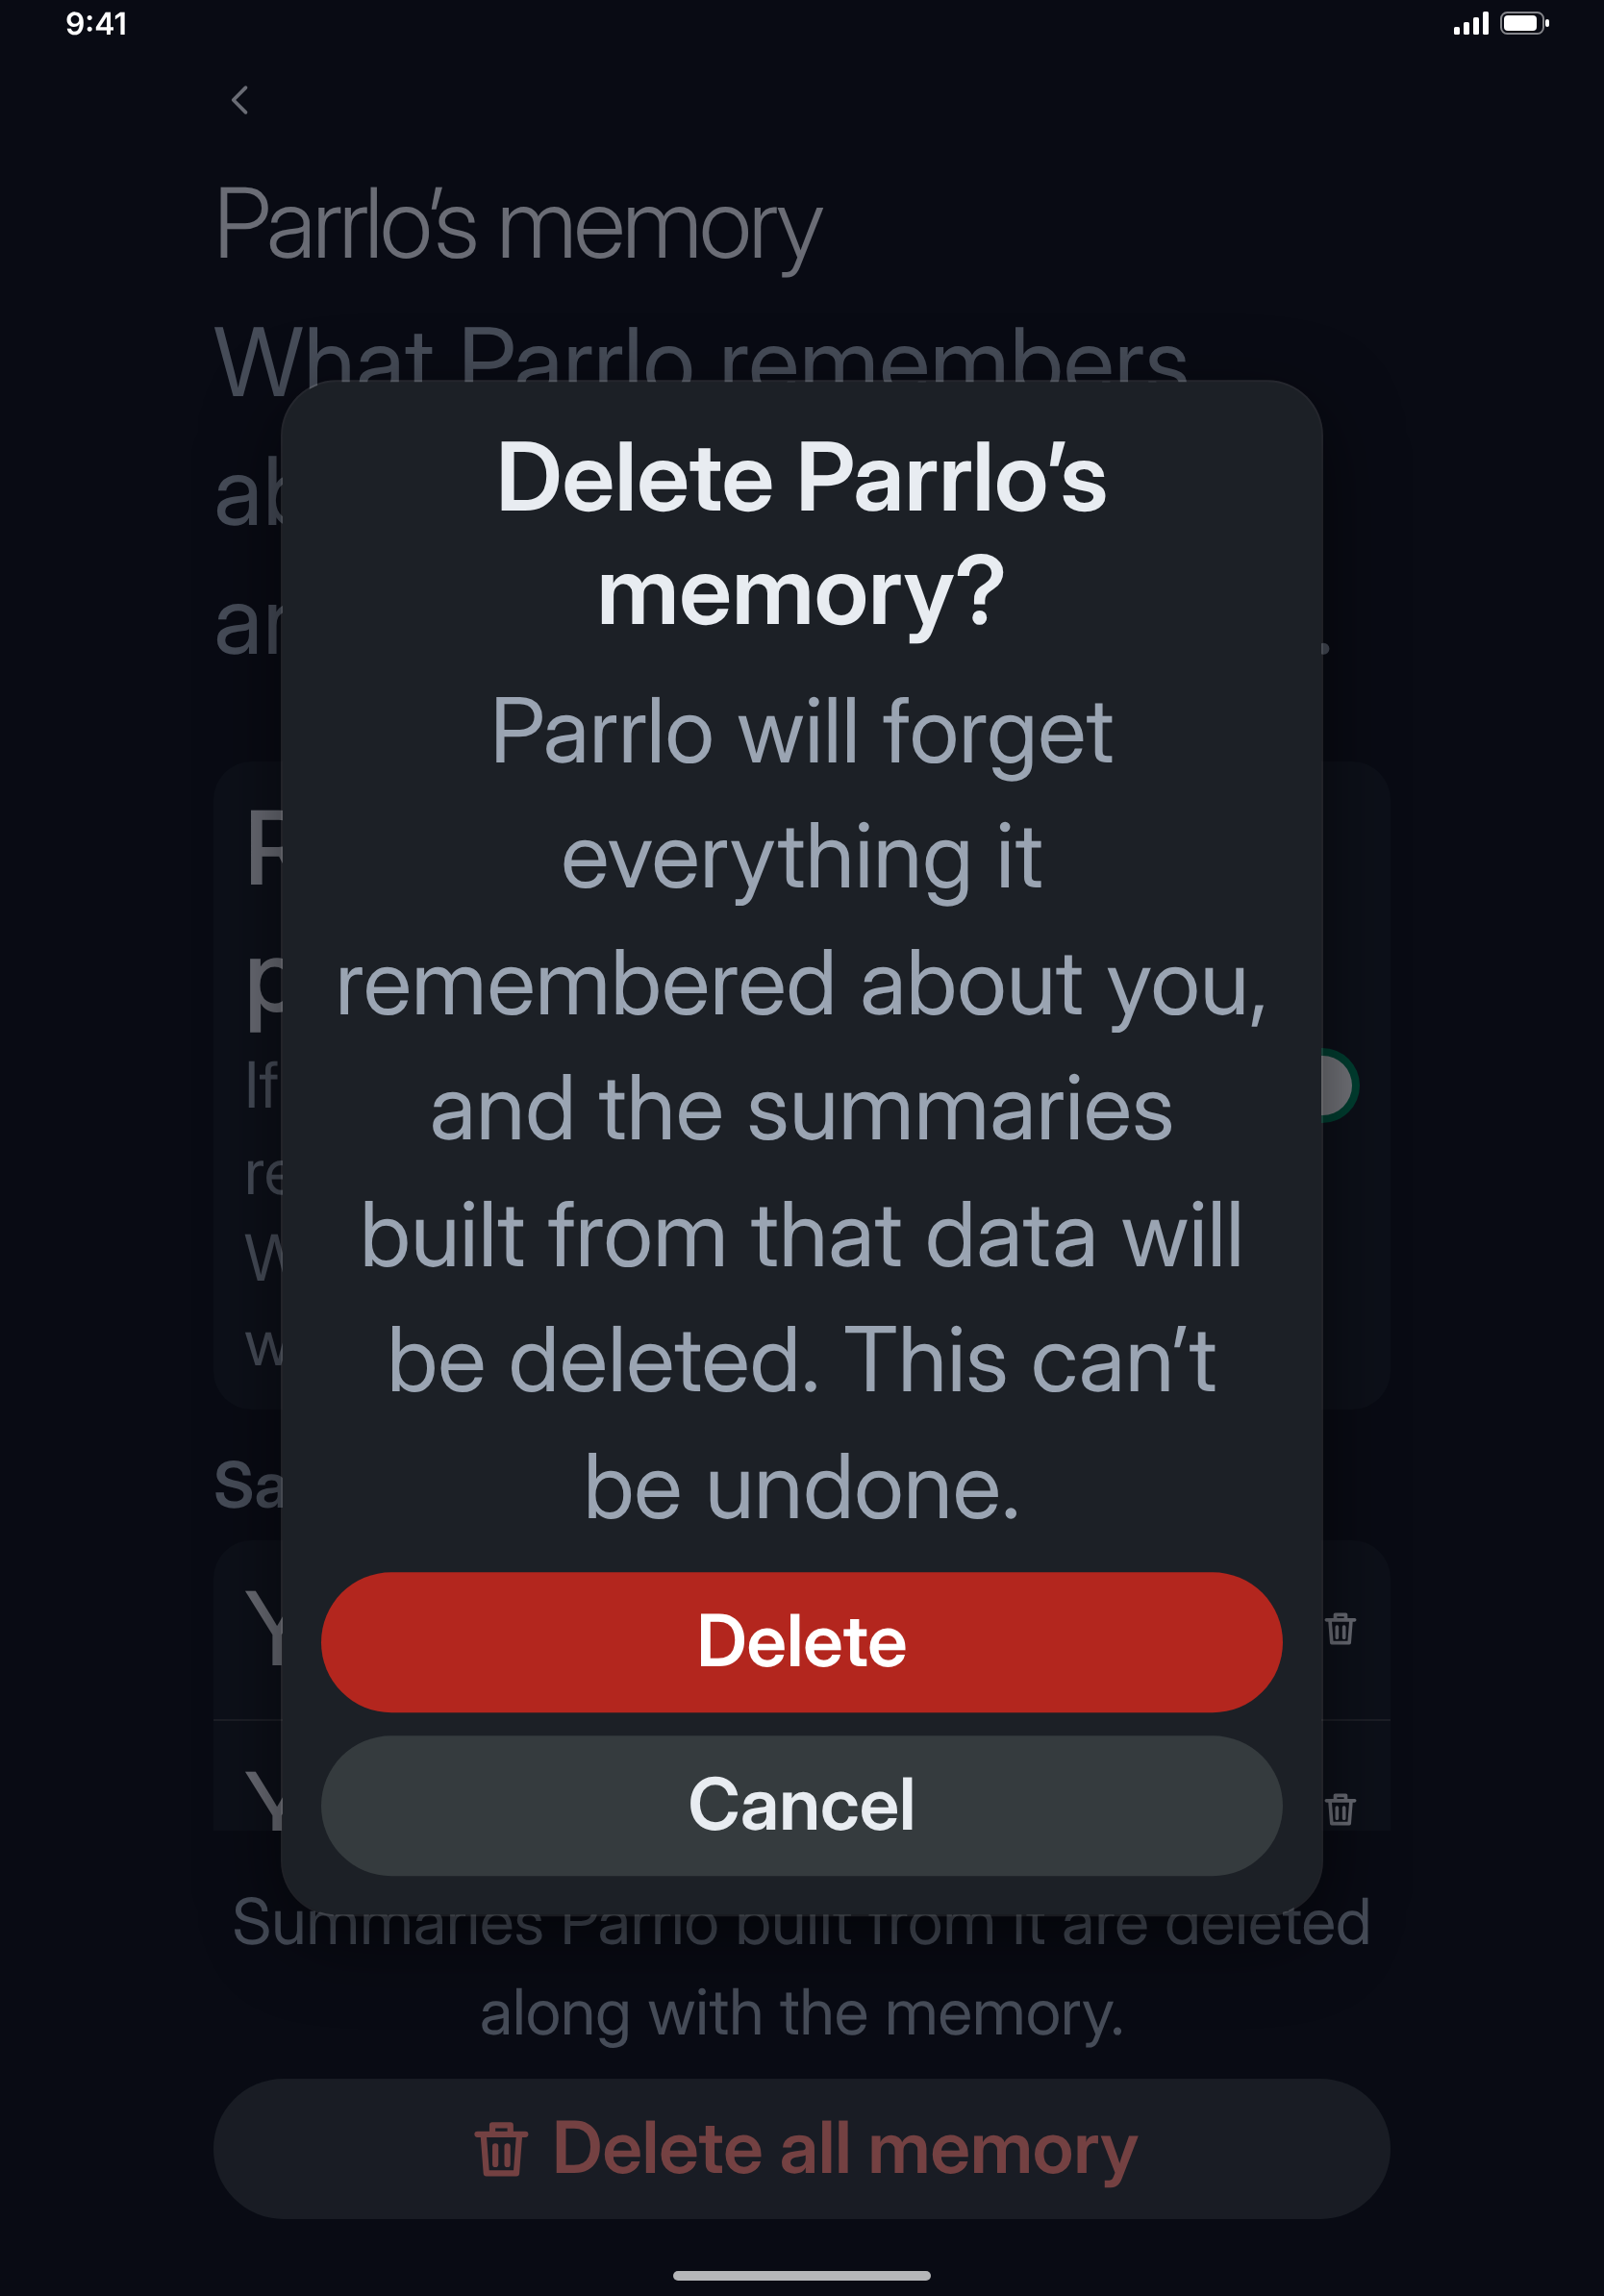 9:41
Parrlo’s memory
What Parrlo remembers
Delete Parrlo’s
memory?
Parrlo will forget
everything it
remembered about you,
and the summaries
built from that data will
be deleted. This can’t
be undone.
Delete
Cancel
Summaries Parrlo built from it are deleted
along with the memory.
Delete all memory